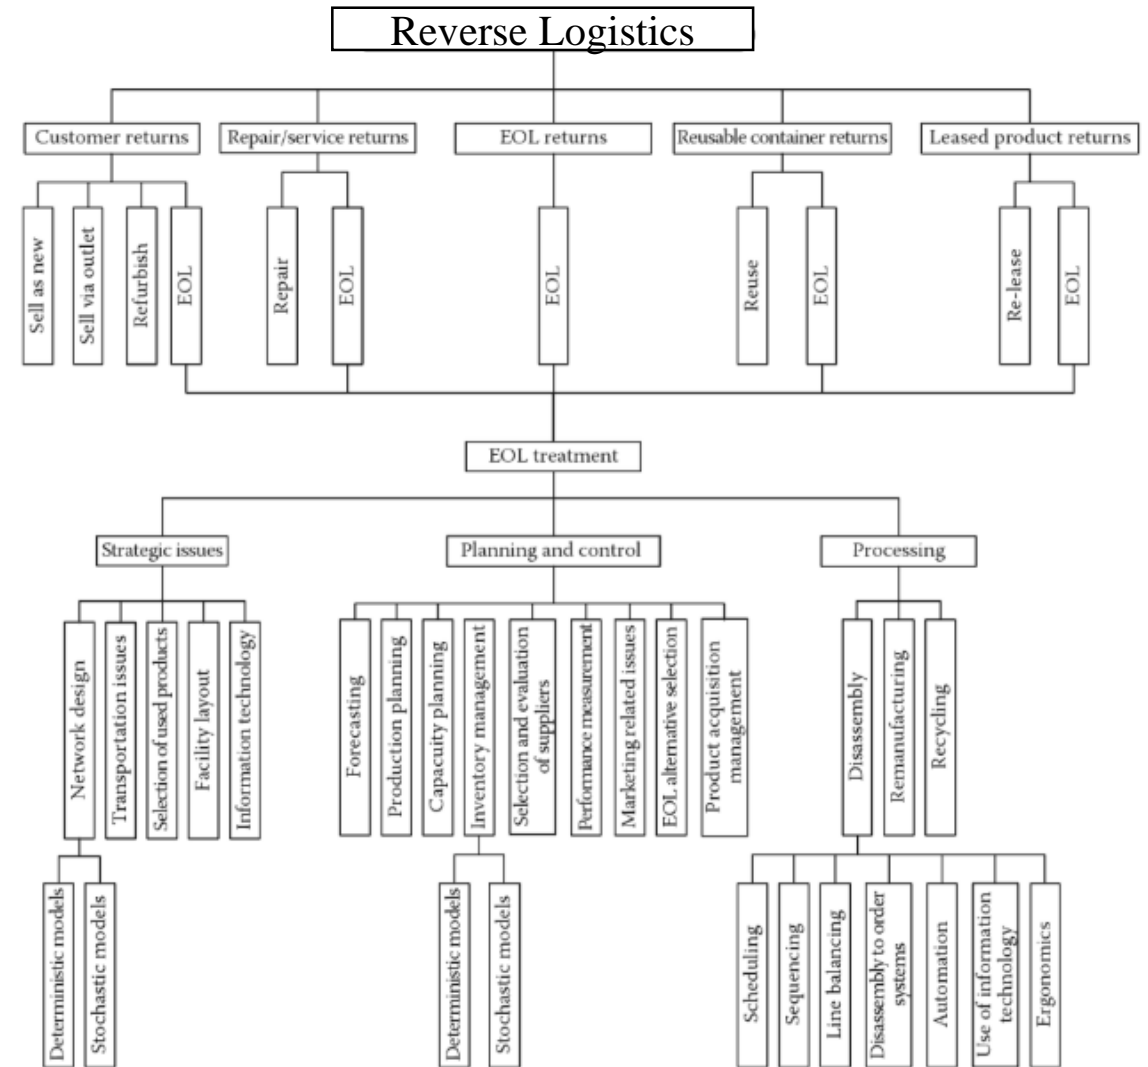 Reverse Logistics
Customer returns
Repair/service returns
EOL returns
Reusable container returns
Leased product returns
Sell as new
Sell via outlet
Refurbish
EOL
Repair
EOL
EOL
Reuse
EOL
Re-lease
EOL
EOL treatment
Strategic issues
Planning and control
Processing
Network design
Transportation issues
Selection of used products
Facility layout
Information technology
Forecasting
Production planning
Capacuity planning
Inventory management
Selection and evaluation
of suppliers
Performance measurement
Marketing related issues
EOL alternative selection
Product acquisition
management
Disassembly
Remanufacturing
Recycling
Deterministic models
Stochastic models
Deterministic models
Stochastic models
Scheduling
Sequencing
Line balancing
Disassembly to order
systems
Automation
Use of information
technology
Ergonomics